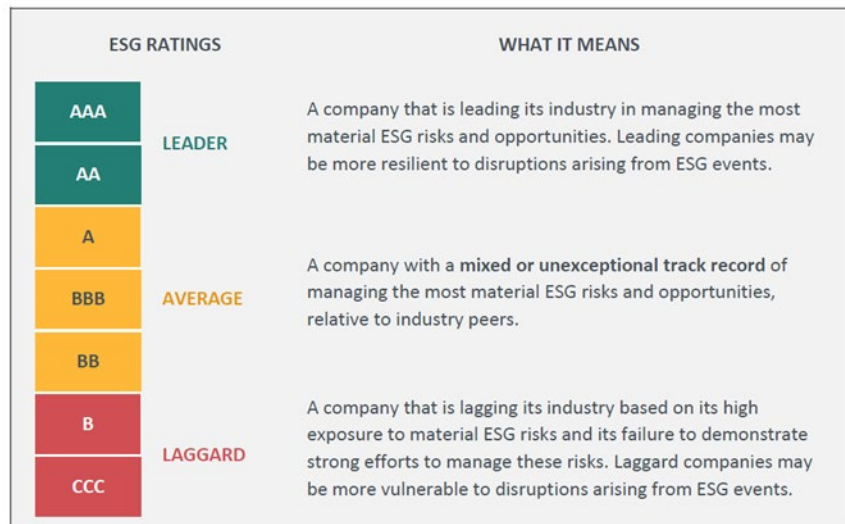 ESG RATINGS
WHAT IT MEANS
AAA
AA
LEADER
A company that is leading its industry in managing the most
material ESG risks and opportunities. Leading companies may
be more resilient to disruptions arising from ESG events.
A
BBB
BB
AVERAGE
A company with a mixed or unexceptional track record of
managing the most material ESG risks and opportunities,
relative to industry peers.
B
CCC
LAGGARD
A company that is lagging its industry based on its high
exposure to material ESG risks and its failure to demonstrate
strong efforts to manage these risks. Laggard companies may
be more vulnerable to disruptions arising from ESG events.